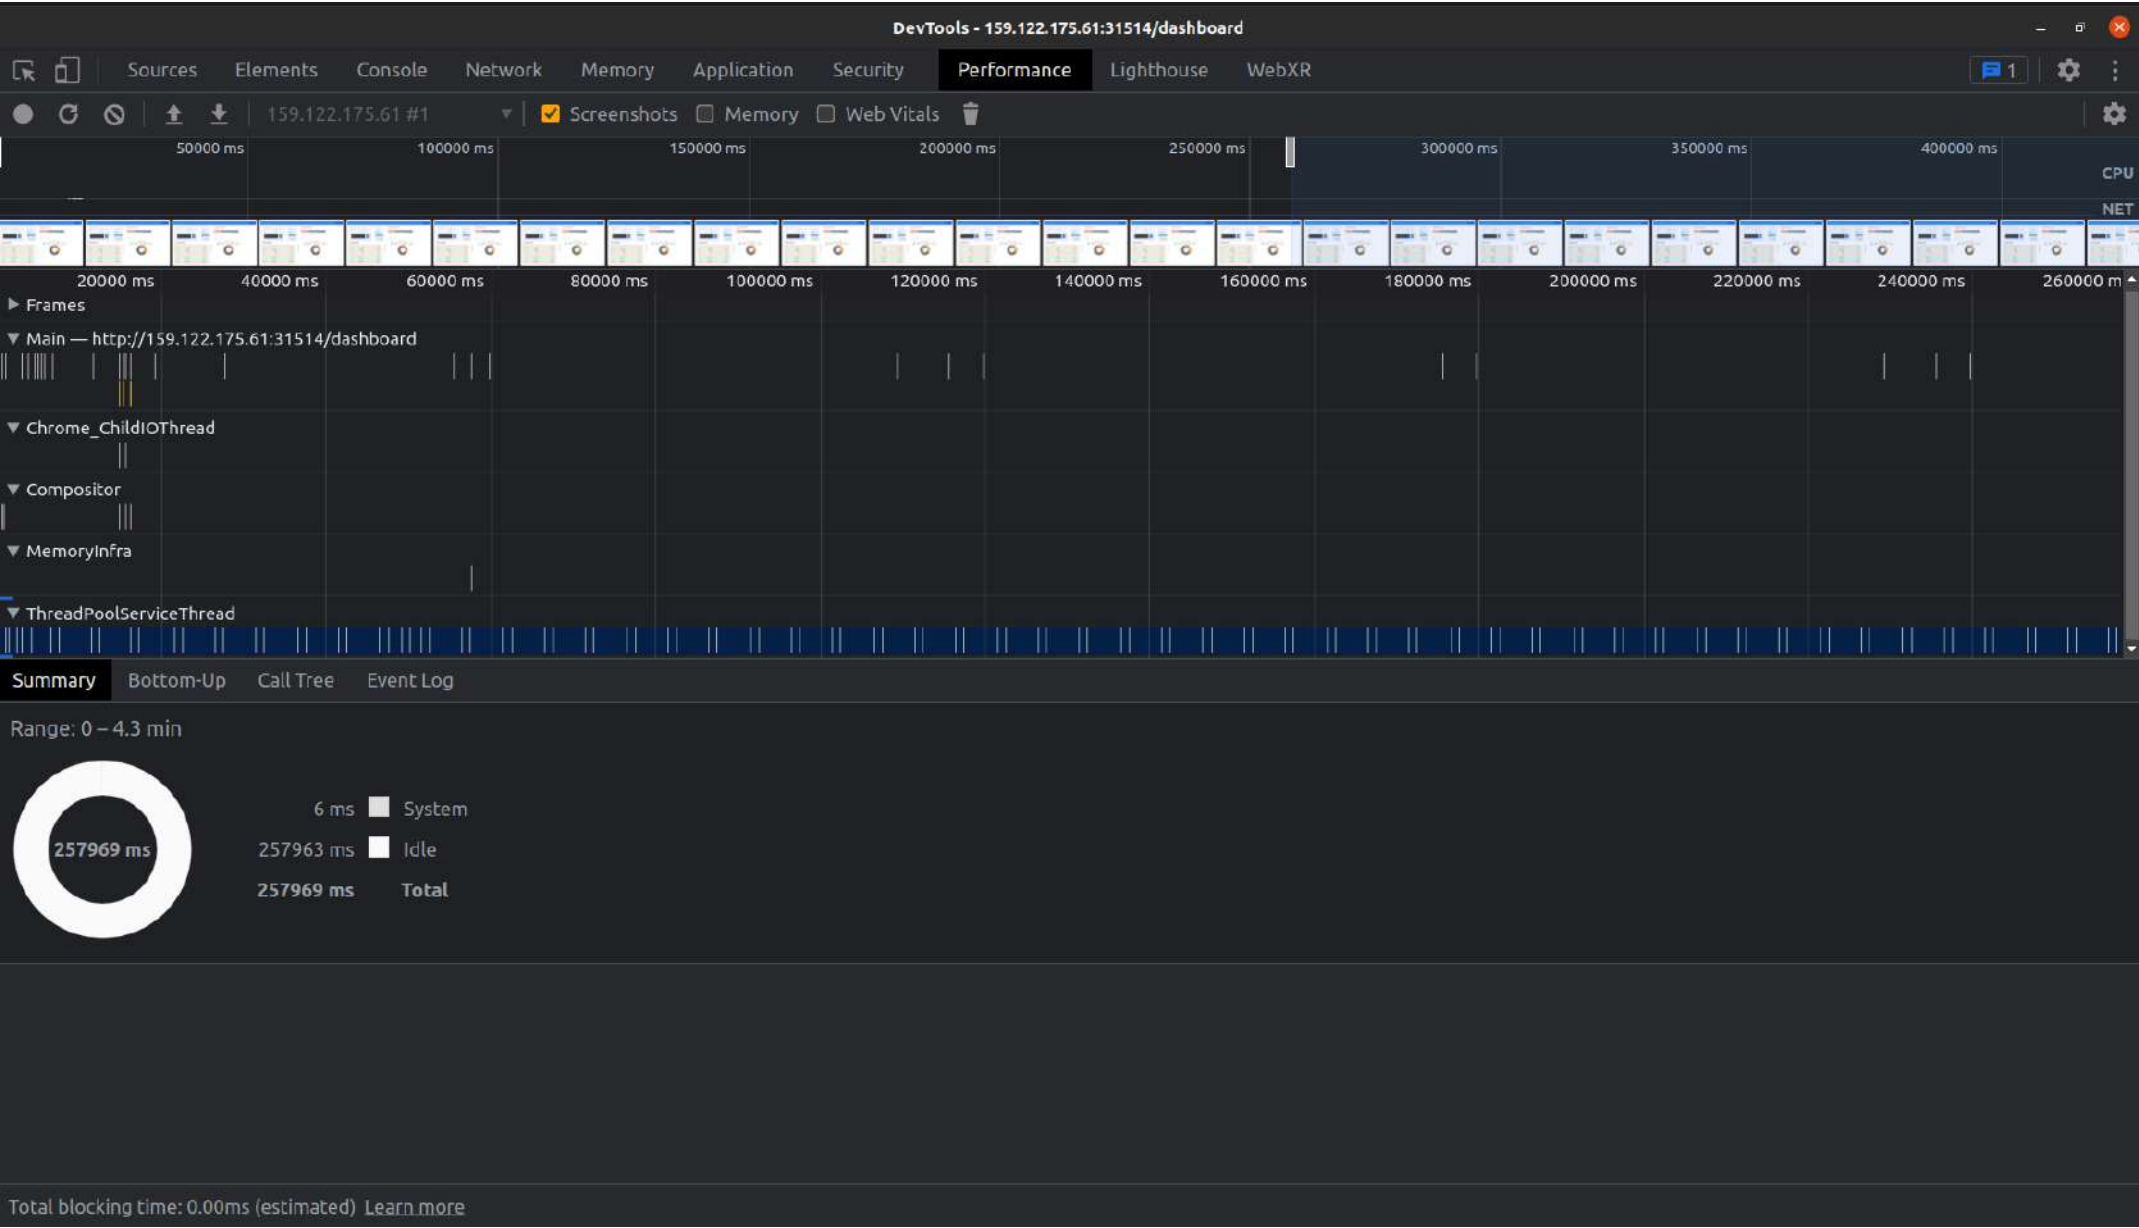 DevTools - 159.122.175.61:31514/dashboard
Sources Elements Console Network Memory Application Security Performance Lighthouse WebXR 1
159.122.175.61 #1 Screenshots Memory Web Vitals
50000 ms 100000 ms 150000 ms 200000 ms 250000 ms 300000 ms 350000 ms 400000 ms
CPU
NET
20000 ms 40000 ms 60000 ms 80000 ms 100000 ms 120000 ms 140000 ms 160000 ms 180000 ms 200000 ms 220000 ms 240000 ms 260000 m
Frames
Main — http://159.122.175.61:31514/dashboard
Chrome_ChildIOThread
Compositor
MemoryInfra
ThreadPoolServiceThread
Summary Bottom-Up Call Tree Event Log
Range: 0 – 4.3 min
6 ms System
257969 ms 257963 ms Idle
257969 ms Total
Total blocking time: 0.00ms (estimated) Learn more